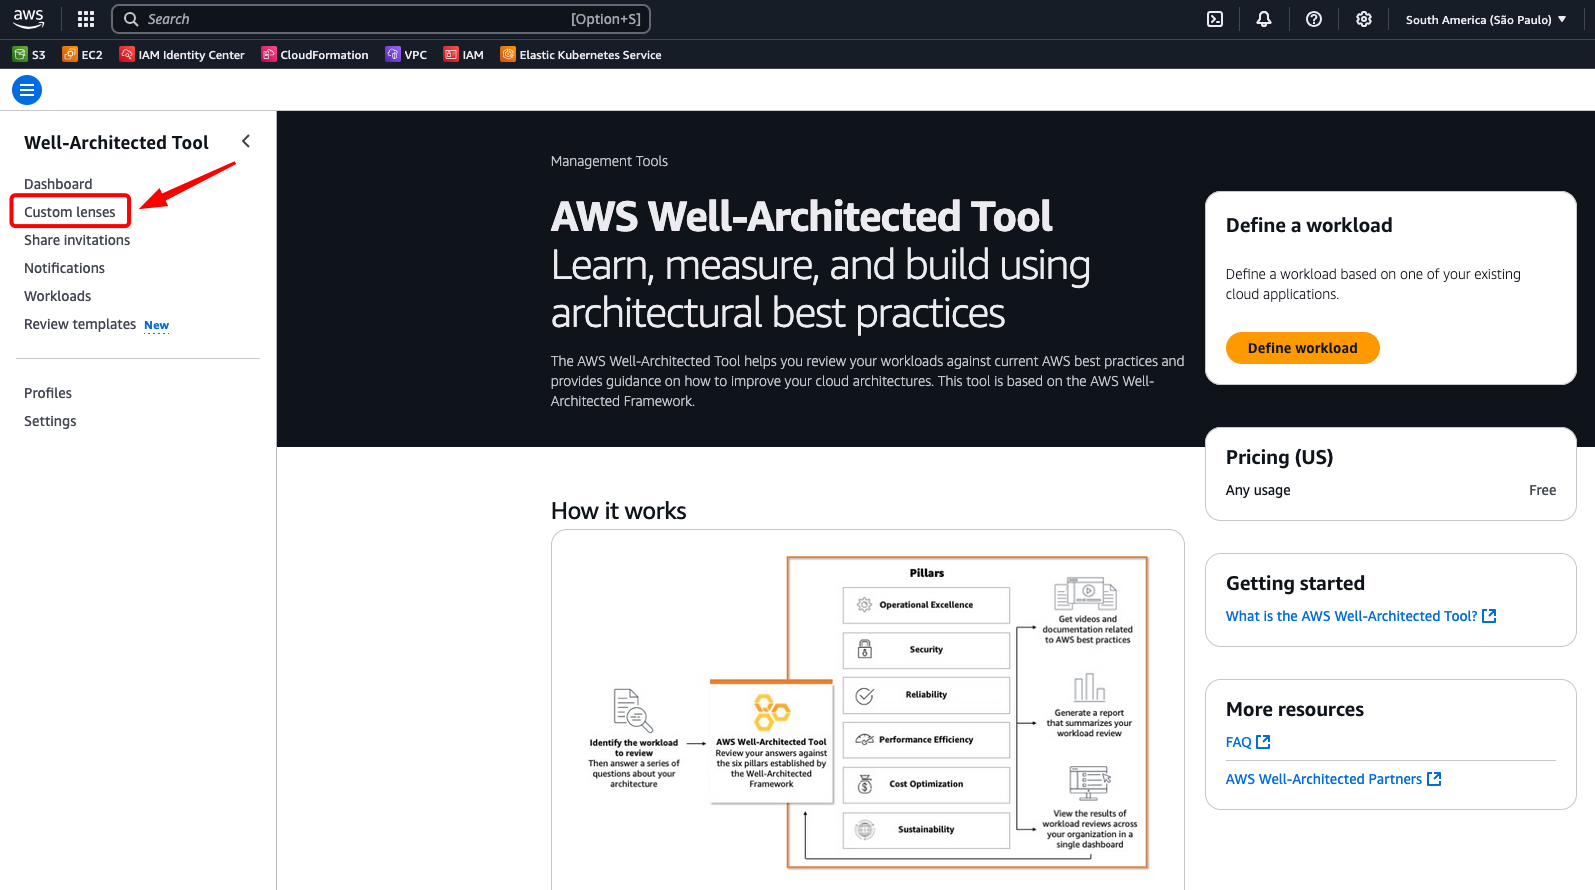 aws
Search
[Option+S]
South America (São Paulo)
S3
EC2
IAM Identity Center
CloudFormation
VPC
IAM
Elastic Kubernetes Service
Well-Architected Tool
Dashboard
Custom lenses
Share invitations
Notifications
Workloads
Review templates New
Profiles
Settings
Management Tools
AWS Well-Architected Tool
Learn, measure, and build using
architectural best practices
The AWS Well-Architected Tool helps you review your workloads against current AWS best practices and
provides guidance on how to improve your cloud architectures. This tool is based on the AWS Well-
Architected Framework.
Define a workload
Define a workload based on one of your existing
cloud applications.
Define workload
Pricing (US)
Any usage
Free
Getting started
What is the AWS Well-Architected Tool?
More resources
FAQ
AWS Well-Architected Partners
How it works
Identify the workload
to review
Then answer a series of
questions about your
architecture
AWS Well-Architected Tool
Review your answers against
the six pillars established by
the Well-Architected
Framework
Pillars
Operational Excellence
Security
Reliability
Performance Efficiency
Cost Optimization
Sustainability
Get videos and
documentation related
to AWS best practices
Generate a report
that summarizes your
workload review
View the results of
workload reviews across
your organization in a
single dashboard